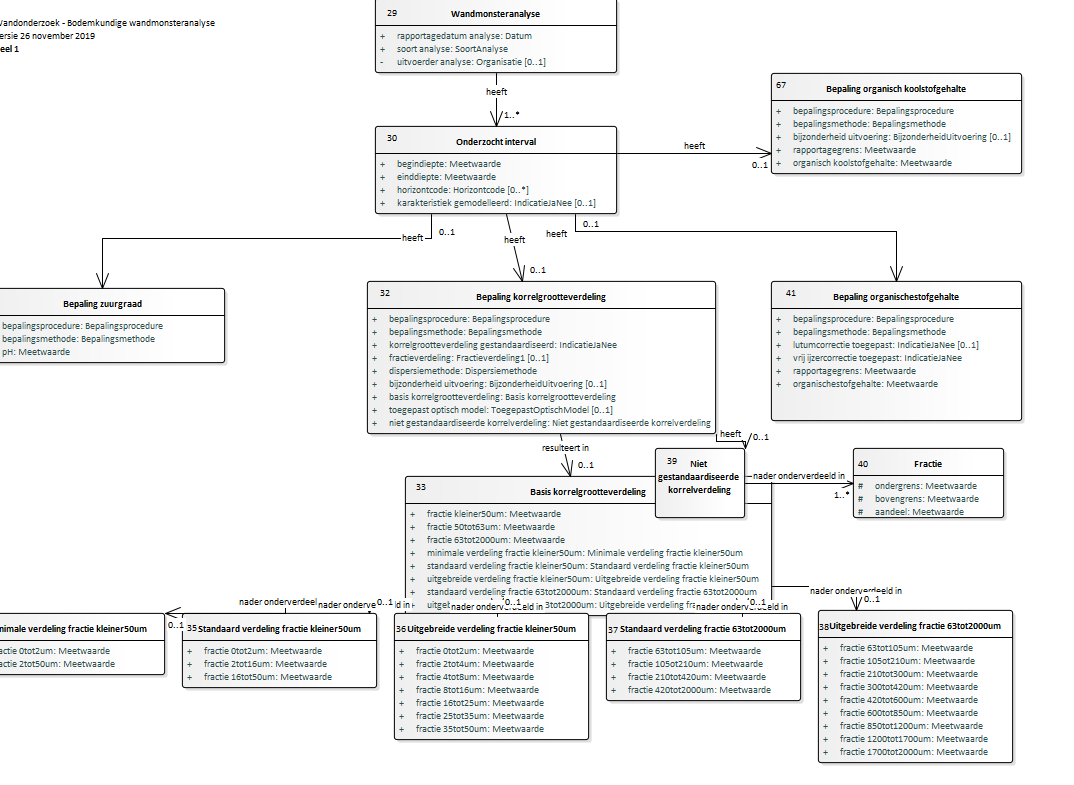 Wandonderzoek - Bodemkundige wandmonsteranalyse
ersie 26 november 2019
eel 1
29 Wandmonsteranalyse
+ rapportagedatum analyse: Datum
+ soort analyse: SoortAnalyse
- uitvoerder analyse: Organisatie [0..1]
heeft
1..*
30 Onderzocht interval
+ begindiepte: Meetwaarde
+ einddiepte: Meetwaarde
+ horizontcode: Horizontcode [0..*]
+ karakteristiek gemodelleerd: IndicatieJaNee [0..1]
heeft
0..1
67 Bepaling organisch koolstofgehalte
+ bepalingsprocedure: Bepalingsprocedure
+ bepalingsmethode: Bepalingsmethode
+ bijzonderheid uitvoering: BijzonderheidUitvoering [0..1]
+ rapportagegrens: Meetwaarde
+ organisch koolstofgehalte: Meetwaarde
heeft 0..1
heeft
0..1
heeft 0..1
Bepaling zuurgraad
bepalingsprocedure: Bepalingsprocedure
bepalingsmethode: Bepalingsmethode
pH: Meetwaarde
32 Bepaling korrelgrootteverdeling
+ bepalingsprocedure: Bepalingsprocedure
+ bepalingsmethode: Bepalingsmethode
+ korrelgrootteverdeling gestandaardiseerd: IndicatieJaNee
+ fractieverdeling: Fractieverdeling1 [0..1]
+ dispersiemethode: Dispersiemethode
+ bijzonderheid uitvoering: BijzonderheidUitvoering [0..1]
+ basis korrelgrootteverdeling: Basis korrelgrootteverdeling
+ toegepast optisch model: ToegepastOptischModel [0..1]
+ niet gestandaardiseerde korrelverdeling: Niet gestandaardiseerde korrelverdeling
41 Bepaling organischestofgehalte
+ bepalingsprocedure: Bepalingsprocedure
+ bepalingsmethode: Bepalingsmethode
+ lutumcorrectie toegepast: IndicatieJaNee [0..1]
+ vrij ijzercorrectie toegepast: IndicatieJaNee
+ rapportagegrens: Meetwaarde
+ organischestofgehalte: Meetwaarde
resulteert in
0..1
heeft 0..1
39 Niet
gestandaardiseerde
korrelverdeling
nader onderverdeeld in
1..*
40 Fractie
# ondergrens: Meetwaarde
# bovengrens: Meetwaarde
# aandeel: Meetwaarde
33 Basis korrelgrootteverdeling
+ fractie kleiner50um: Meetwaarde
+ fractie 50tot63um: Meetwaarde
+ fractie 63tot2000um: Meetwaarde
+ minimale verdeling fractie kleiner50um: Minimale verdeling fractie kleiner50um
+ standaard verdeling fractie kleiner50um: Standaard verdeling fractie kleiner50um
+ uitgebreide verdeling fractie kleiner50um: Uitgebreide verdeling fractie kleiner50um
+ standaard verdeling fractie 63tot2000um: Standaard verdeling fractie 63tot2000um
+ uitgel 3tot2000um: Uitgebreide verdeling fra
nader onderverdeel
0..1
nader onderve 0..1 d in
nader onderv 0..1 eld in
nader onderv eeld in
nader onderverdeeld in
0..1
nimale verdeling fractie kleiner50um
actie 0tot2um: Meetwaarde
actie 2tot50um: Meetwaarde
35 Standaard verdeling fractie kleiner50um
+ fractie 0tot2um: Meetwaarde
+ fractie 2tot16um: Meetwaarde
+ fractie 16tot50um: Meetwaarde
36 Uitgebreide verdeling fractie kleiner50um
+ fractie 0tot2um: Meetwaarde
+ fractie 2tot4um: Meetwaarde
+ fractie 4tot8um: Meetwaarde
+ fractie 8tot16um: Meetwaarde
+ fractie 16tot25um: Meetwaarde
+ fractie 25tot35um: Meetwaarde
+ fractie 35tot50um: Meetwaarde
37 Standaard verdeling fractie 63tot2000um
+ fractie 63tot105um: Meetwaarde
+ fractie 105tot210um: Meetwaarde
+ fractie 210tot420um: Meetwaarde
+ fractie 420tot2000um: Meetwaarde
38 Uitgebreide verdeling fractie 63tot2000um
+ fractie 63tot105um: Meetwaarde
+ fractie 105tot210um: Meetwaarde
+ fractie 210tot300um: Meetwaarde
+ fractie 300tot420um: Meetwaarde
+ fractie 420tot600um: Meetwaarde
+ fractie 600tot850um: Meetwaarde
+ fractie 850tot1200um: Meetwaarde
+ fractie 1200tot1700um: Meetwaarde
+ fractie 1700tot2000um: Meetwaarde